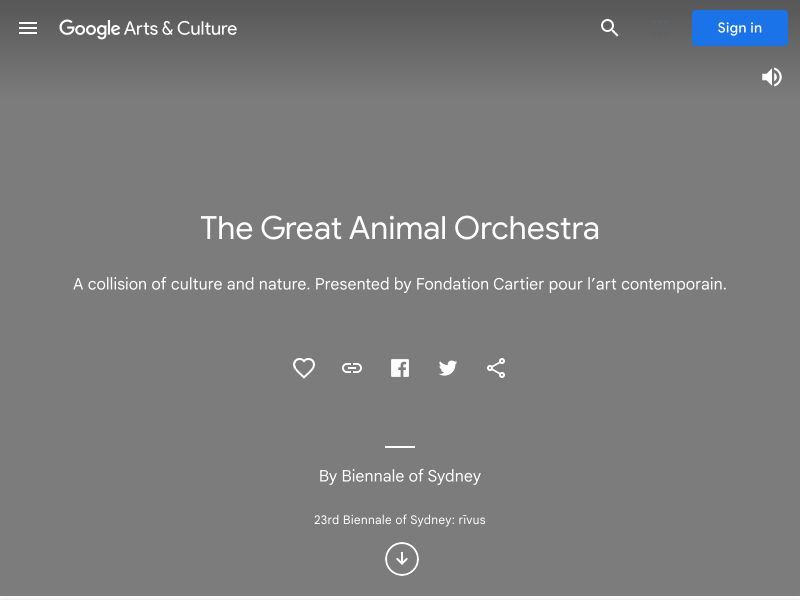 Google Arts & Culture
Sign in
The Great Animal Orchestra
A collision of culture and nature. Presented by Fondation Cartier pour l’art contemporain.
By Biennale of Sydney
23rd Biennale of Sydney: rīvus